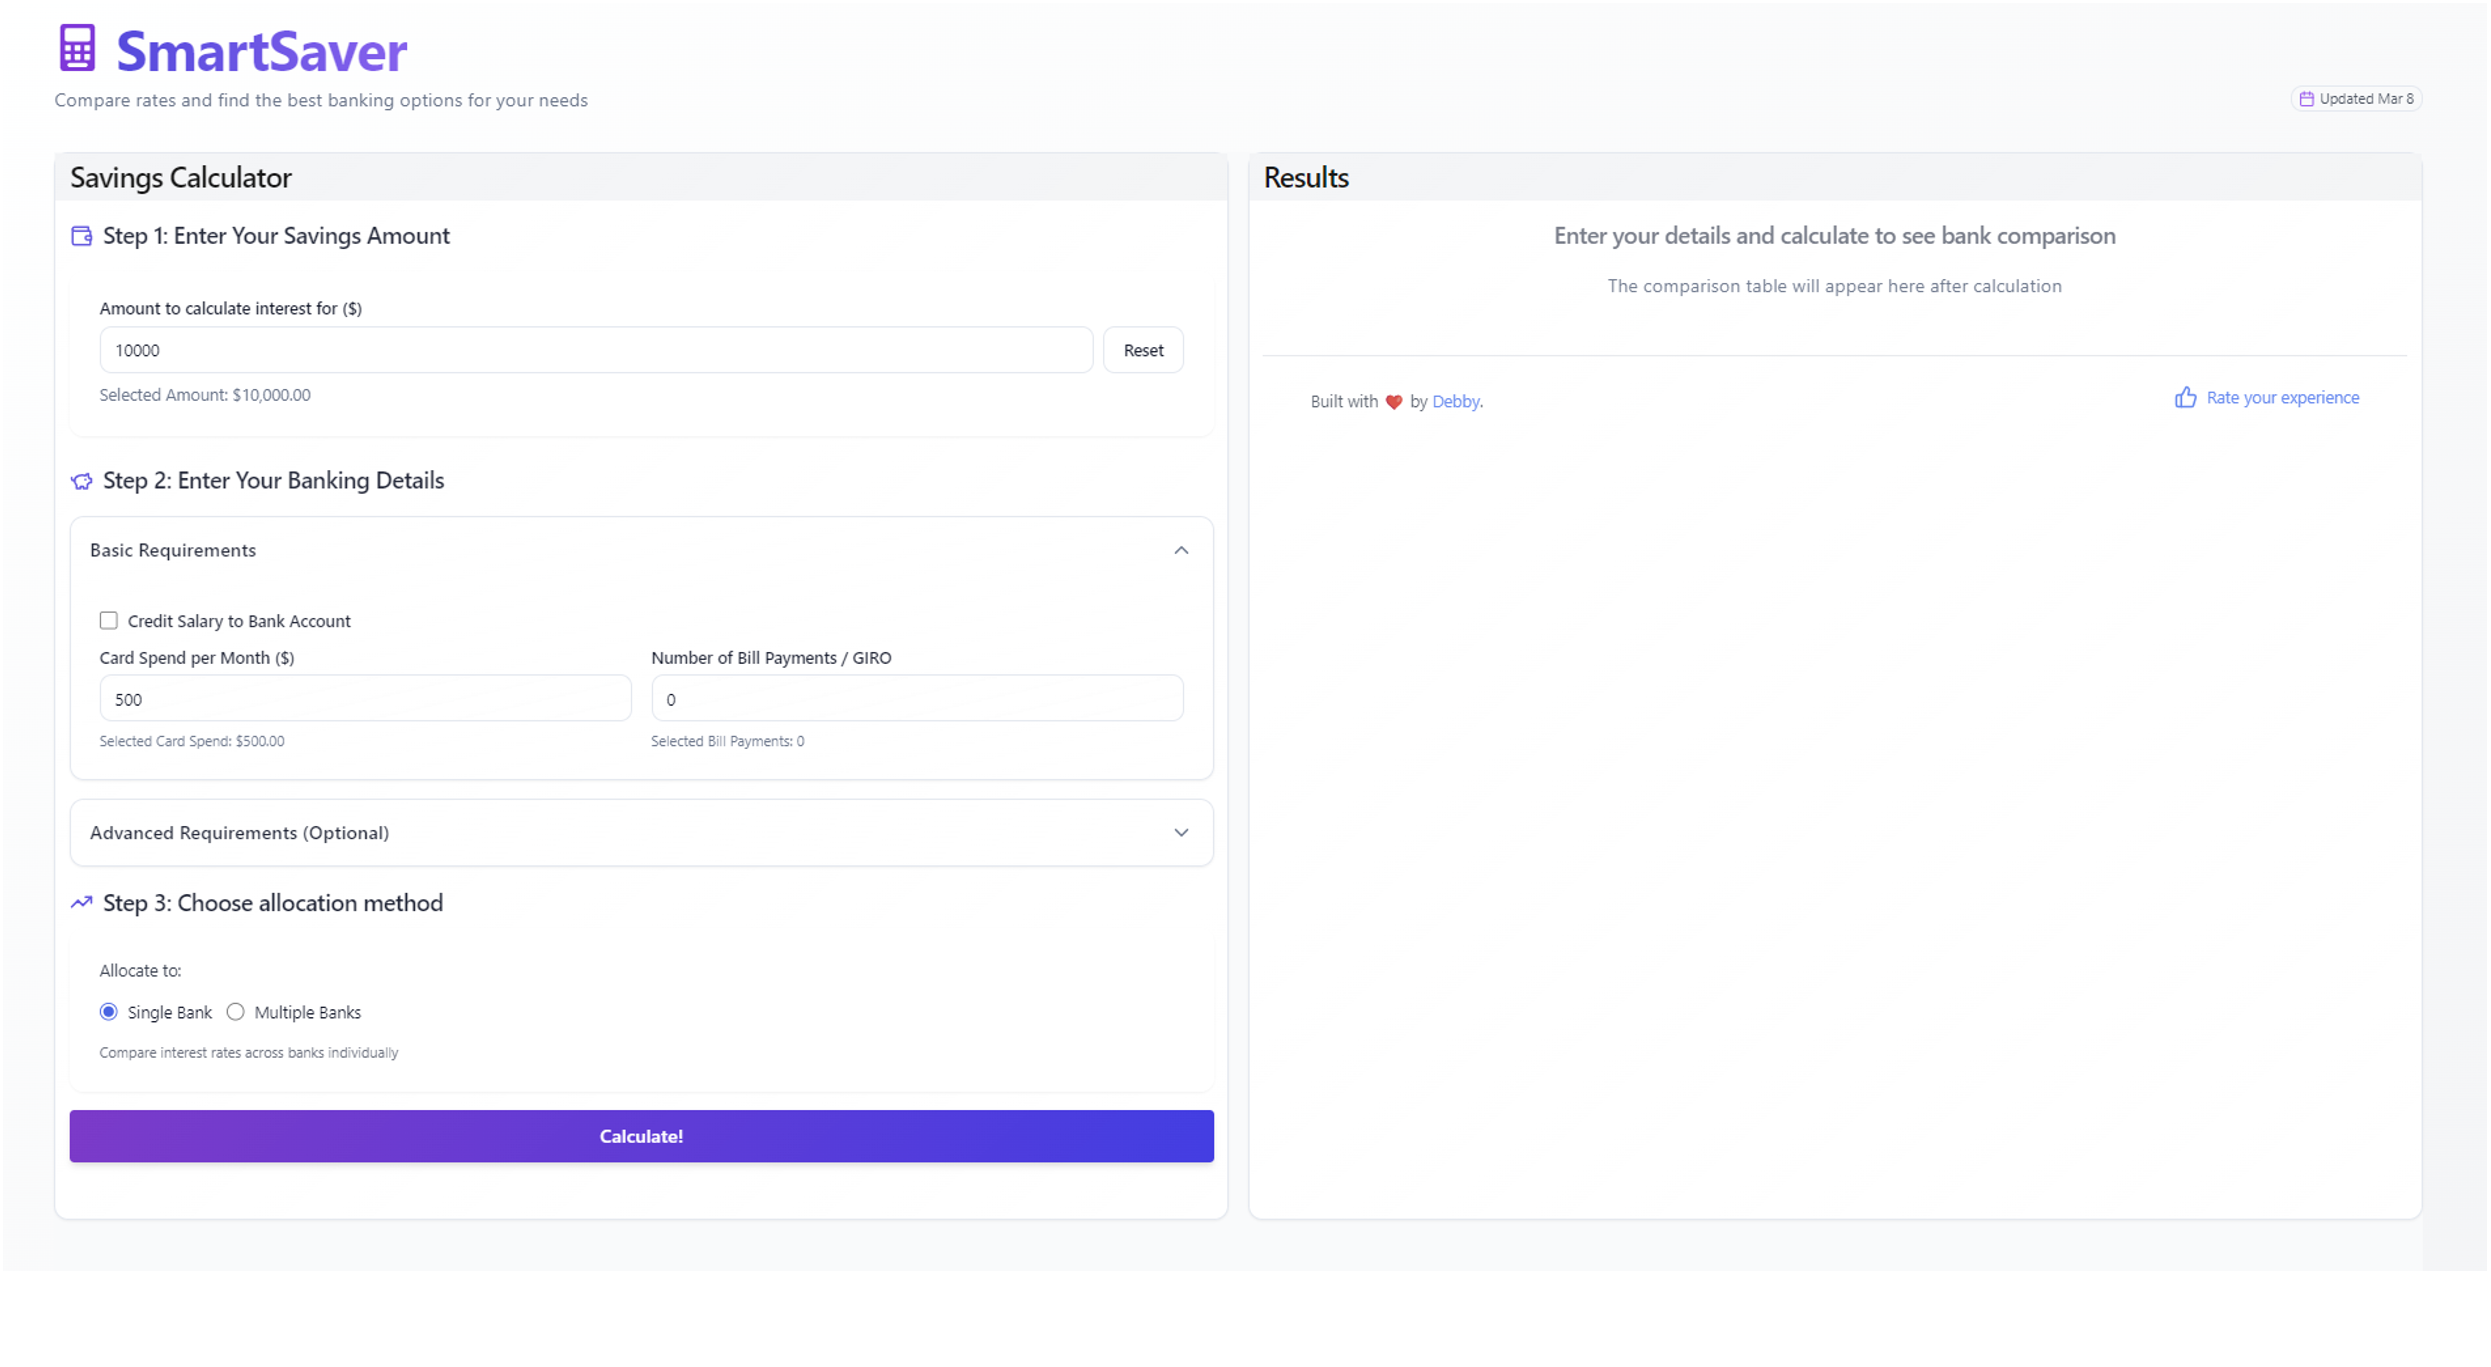 SmartSaver
Compare rates and find the best banking options for your needs
Updated Mar 8
Savings Calculator
Step 1: Enter Your Savings Amount
Amount to calculate interest for ($)
10000
Reset
Selected Amount: $10,000.00
Step 2: Enter Your Banking Details
Basic Requirements
Credit Salary to Bank Account
Card Spend per Month ($)
500
Selected Card Spend: $500.00
Number of Bill Payments / GIRO
0
Selected Bill Payments: 0
Advanced Requirements (Optional)
Step 3: Choose allocation method
Allocate to:
Single Bank Multiple Banks
Compare interest rates across banks individually
Calculate!
Results
Enter your details and calculate to see bank comparison
The comparison table will appear here after calculation
Built with ❤️ by Debby.
Rate your experience